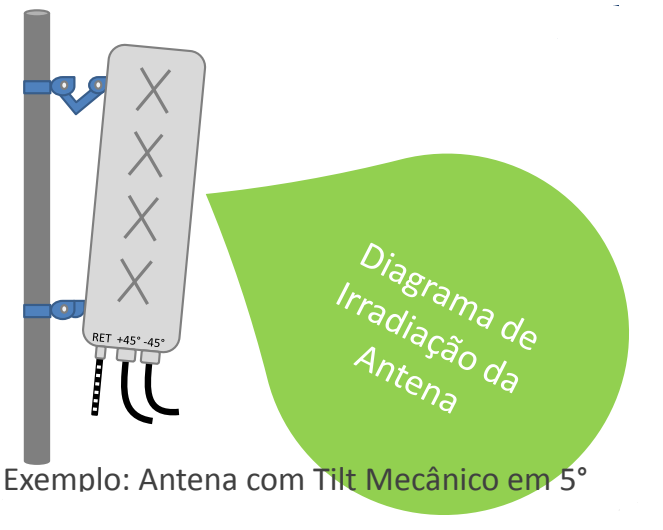 RET +45° -45°
Diagrama de
Irradiação da
Antena
Exemplo: Antena com Tilt Mecânico em 5°